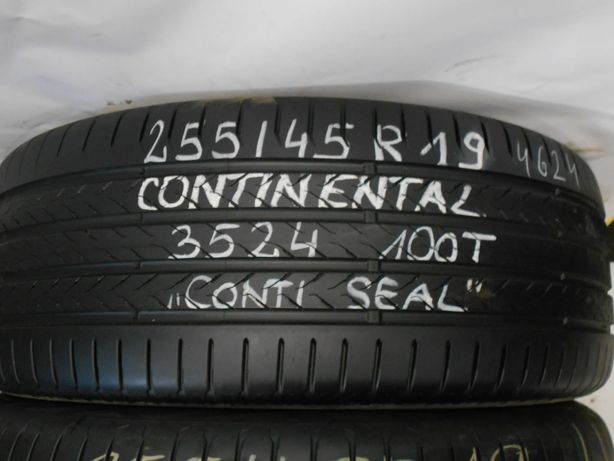 255/45 R 19 4624
CONTINENTAL
3524 100T
„CONTI SEAL"